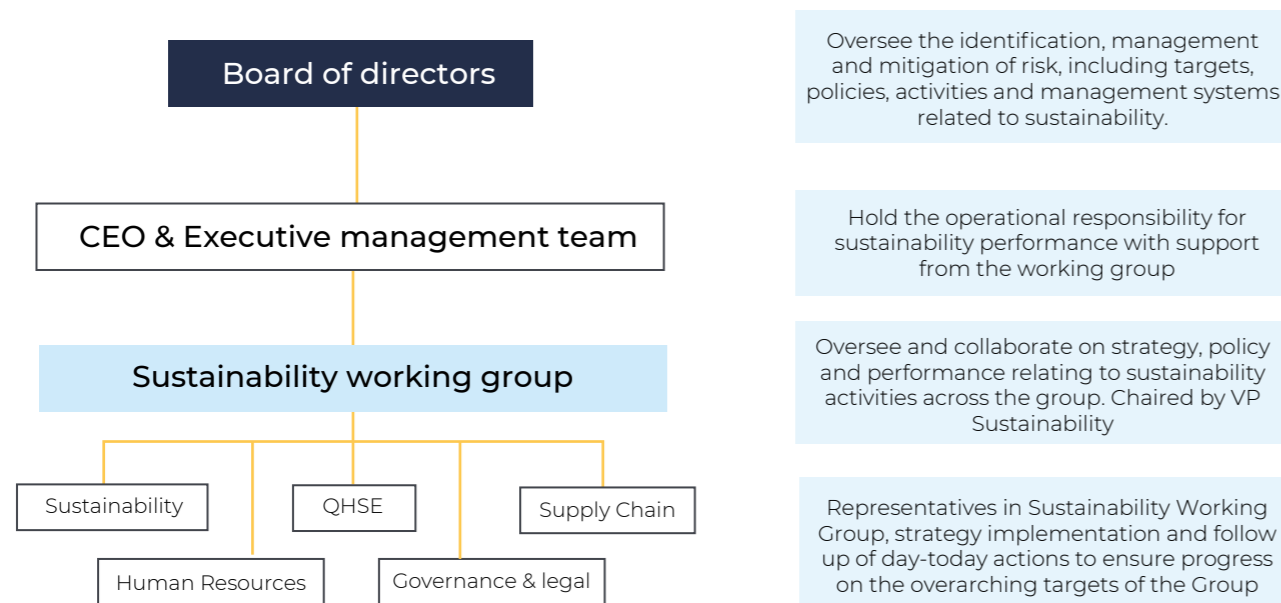 Board of directors
Oversee the identification, management
and mitigation of risk, including targets,
policies, activities and management systems
related to sustainability.
CEO & Executive management team
Hold the operational responsibility for
sustainability performance with support
from the working group
Sustainability working group
Oversee and collaborate on strategy, policy
and performance relating to sustainability
activities across the group. Chaired by VP
Sustainability
Sustainability
QHSE
Supply Chain
Human Resources
Governance & legal
Representatives in Sustainability Working
Group, strategy implementation and follow
up of day-today actions to ensure progress
on the overarching targets of the Group